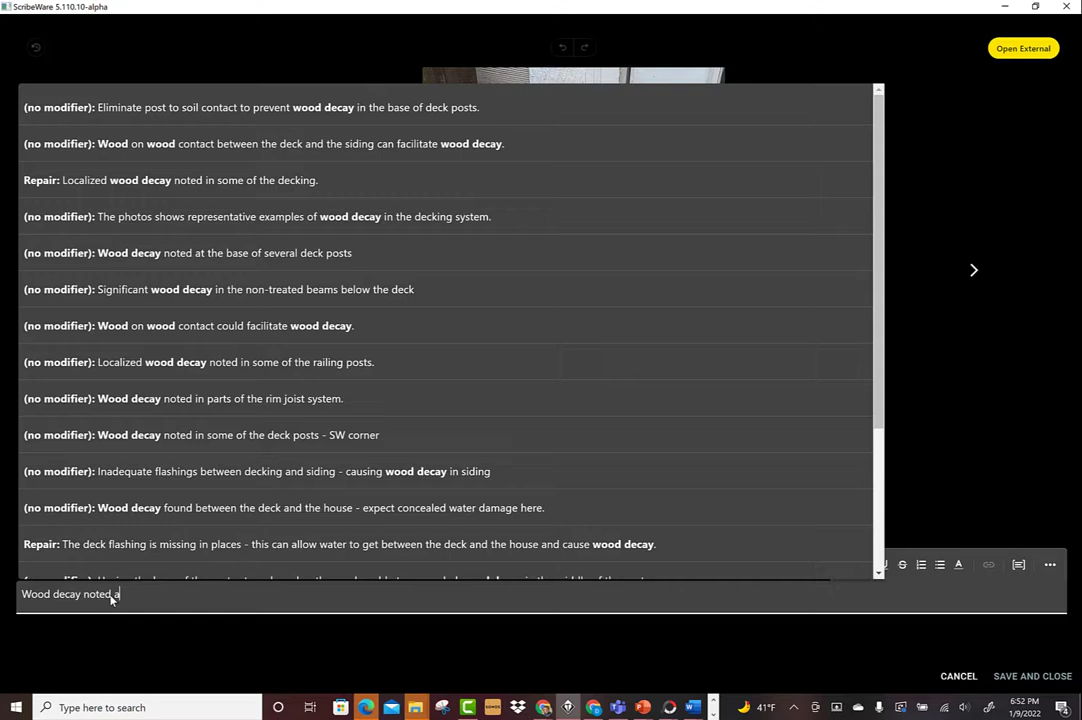 ScribeWare 5.110.10-alpha
Open External
(no modifier): Eliminate post to soil contact to prevent wood decay in the base of deck posts.
(no modifier): Wood on wood contact between the deck and the siding can facilitate wood decay.
Repair: Localized wood decay noted in some of the decking.
(no modifier): The photos shows representative examples of wood decay in the decking system.
(no modifier): Wood decay noted at the base of several deck posts
(no modifier): Significant wood decay in the non-treated beams below the deck
(no modifier): Wood on wood contact could facilitate wood decay.
(no modifier): Localized wood decay noted in some of the railing posts.
(no modifier): Wood decay noted in parts of the rim joist system.
(no modifier): Wood decay noted in some of the deck posts - SW corner
(no modifier): Inadequate flashings between decking and siding - causing wood decay in siding
(no modifier): Wood decay found between the deck and the house - expect concealed water damage here.
Repair: The deck flashing is missing in places - this can allow water to get between the deck and the house and cause wood decay.
Wood decay noted a
CANCEL SAVE AND CLOSE
Type here to search
41°F
6:52 PM
1/9/2022